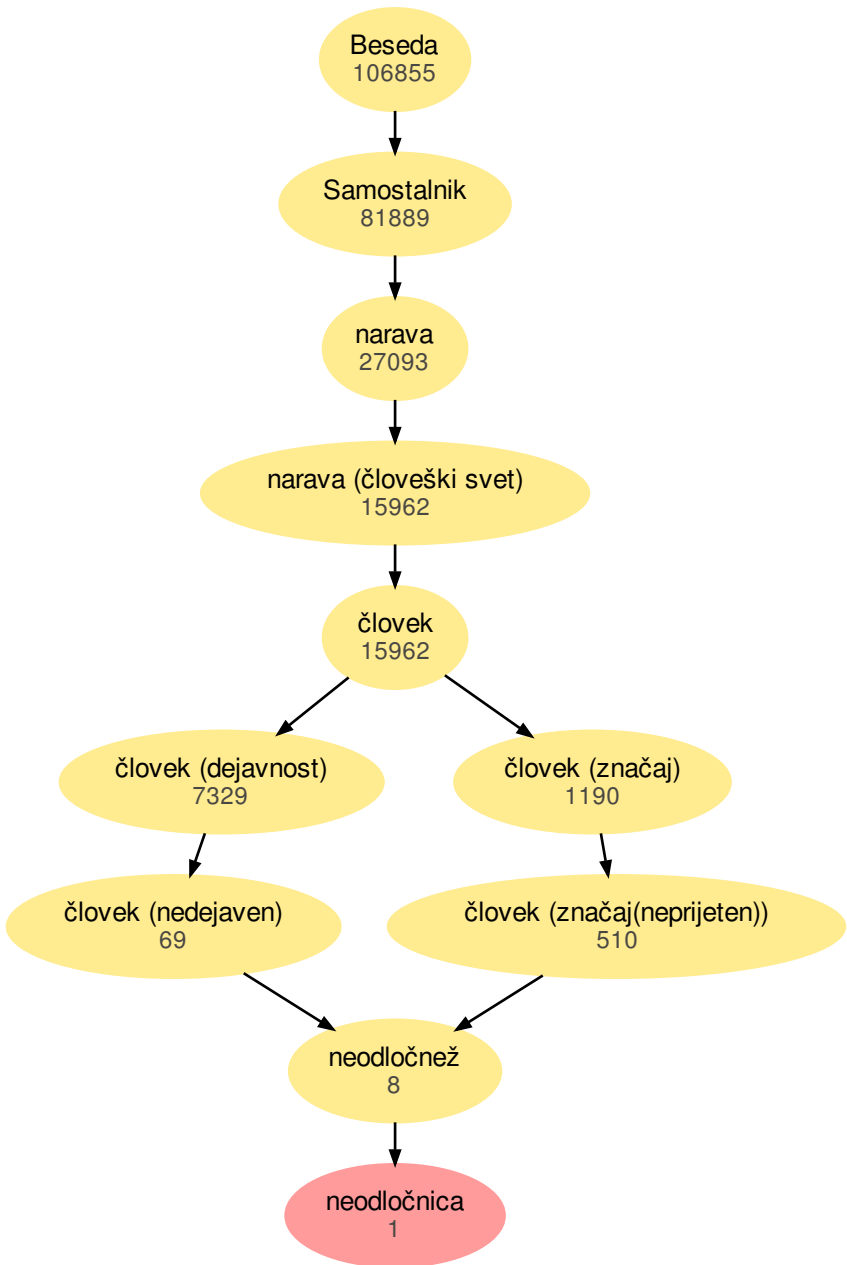 Beseda
106855
Samostalnik
81889
narava
27093
narava (človeški svet)
15962
človek
15962
človek (dejavnost)
7329
človek (značaj)
1190
človek (nedejaven)
69
človek (značaj(neprijeten))
510
neodločnež
8
neodločnica
1